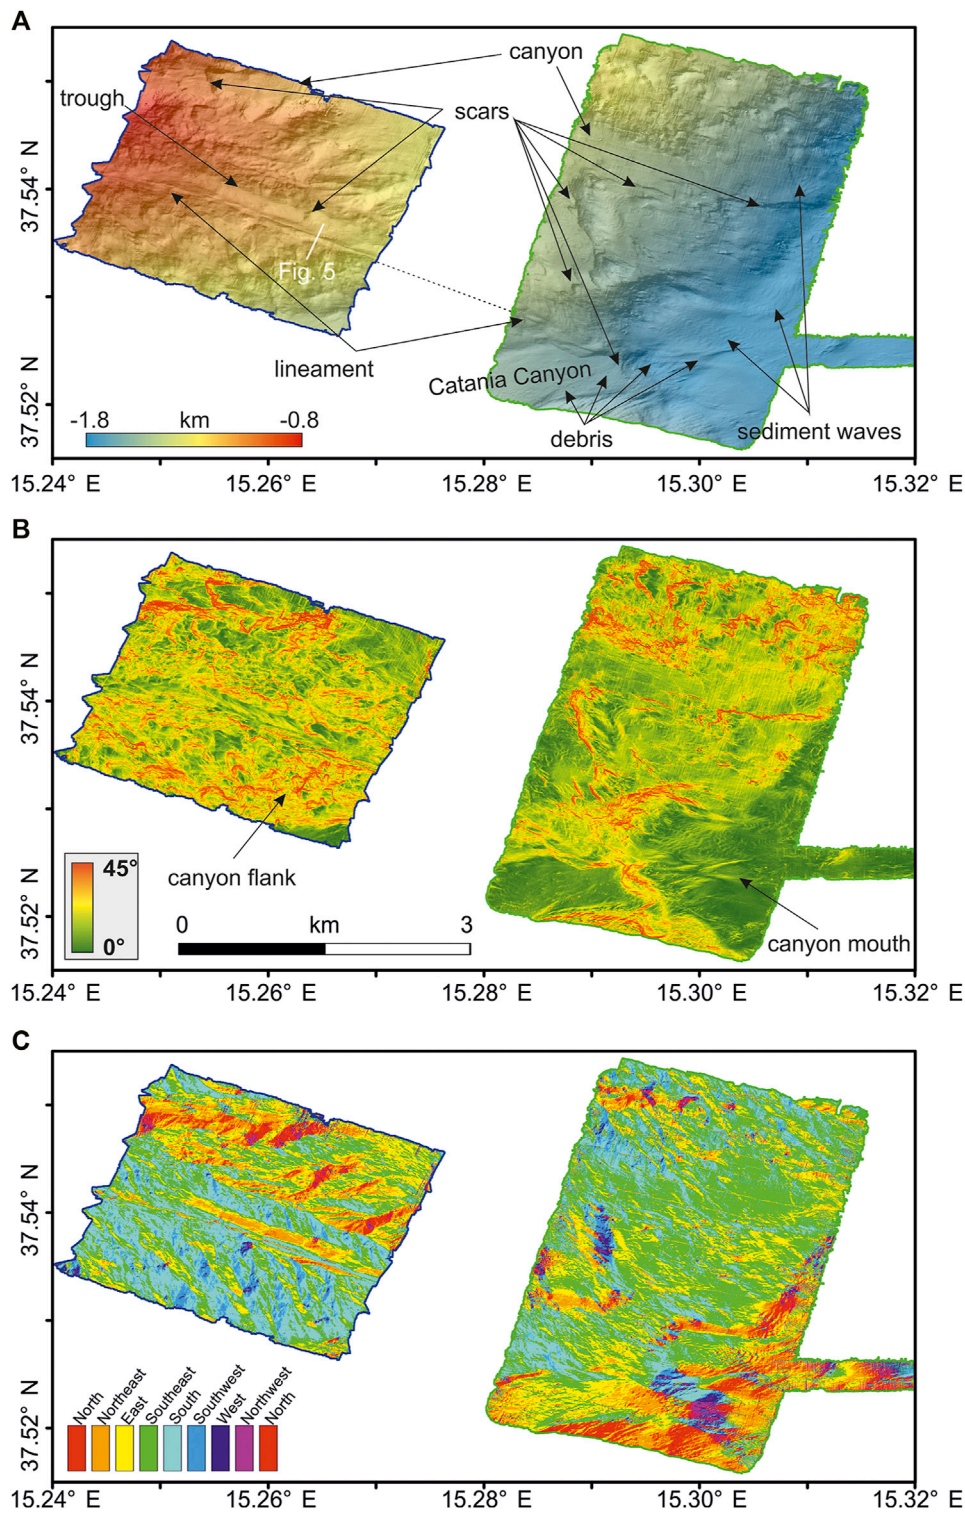 A
canyon
trough
scars
37.54° N
Fig. 5
lineament
Catania Canyon
37.52° N
-1.8 km -0.8
debris
sediment waves
15.24° E 15.26° E 15.28° E 15.30° E 15.32° E
B
37.54° N
45°
canyon flank
0 km 3
37.52° N
0°
canyon mouth
15.24° E 15.26° E 15.28° E 15.30° E 15.32° E
C
37.54° N
North Northeast East Southeast South Southwest West Northwest North
37.52° N
15.24° E 15.26° E 15.28° E 15.30° E 15.32° E